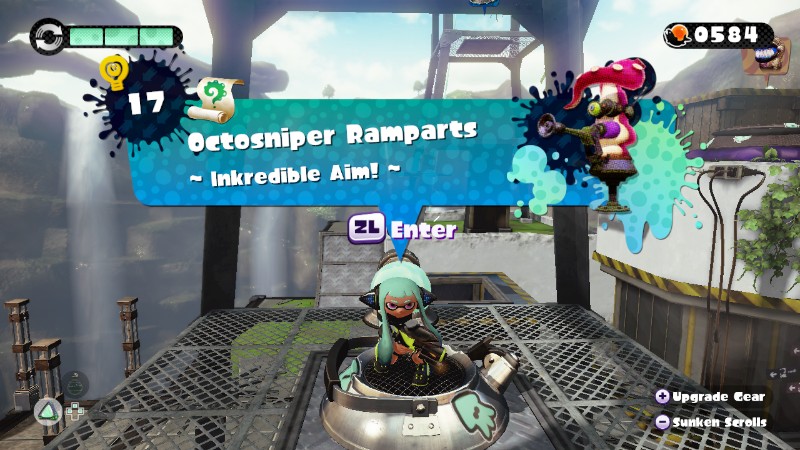 0584
17
Octosniper Ramparts
~ Inkredible Aim! ~
ZL Enter
+ Upgrade Gear
- Sunken Scrolls